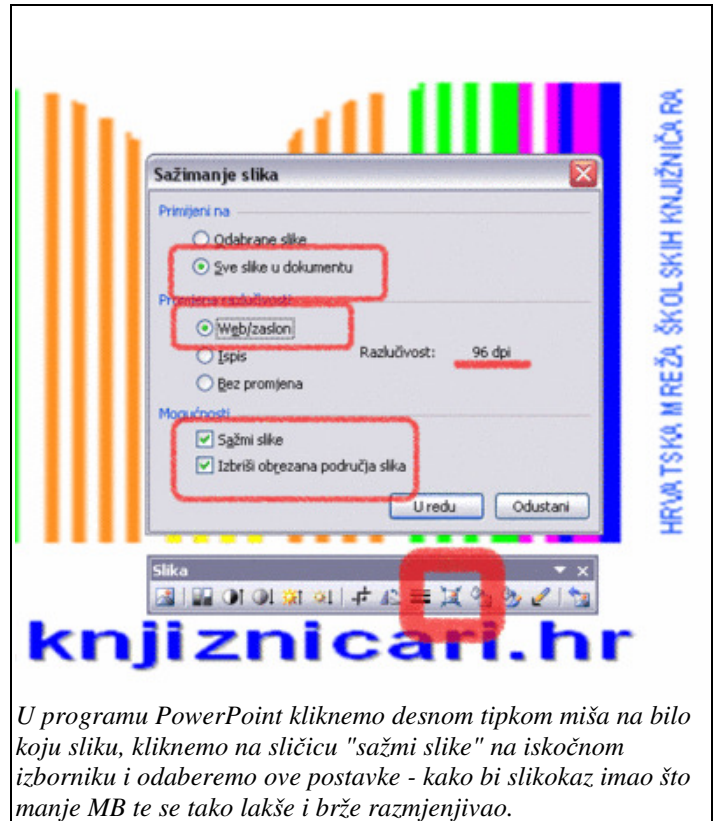 HRVATSKA MREŽA ŠKOLSKIH KNJIŽNIČARA
Sažimanje slika
Primijeni na
Odabrane slike
Sve slike u dokumentu
Promjena razlučivosti
Web/zaslon
Ispis
Razlučivost: 96 dpi
Bez promjena
Mogućnosti
Sažmi slike
Izbriši obrezana područja slika
U redu
Odustani
Slika
knjiznicari.hr
U programu PowerPoint kliknemo desnom tipkom miša na bilo
koju sliku, kliknemo na sličicu "sažmi slike" na iskočnom
izborniku i odaberemo ove postavke - kako bi slikokaz imao što
manje MB te se tako lakše i brže razmjenjivao.